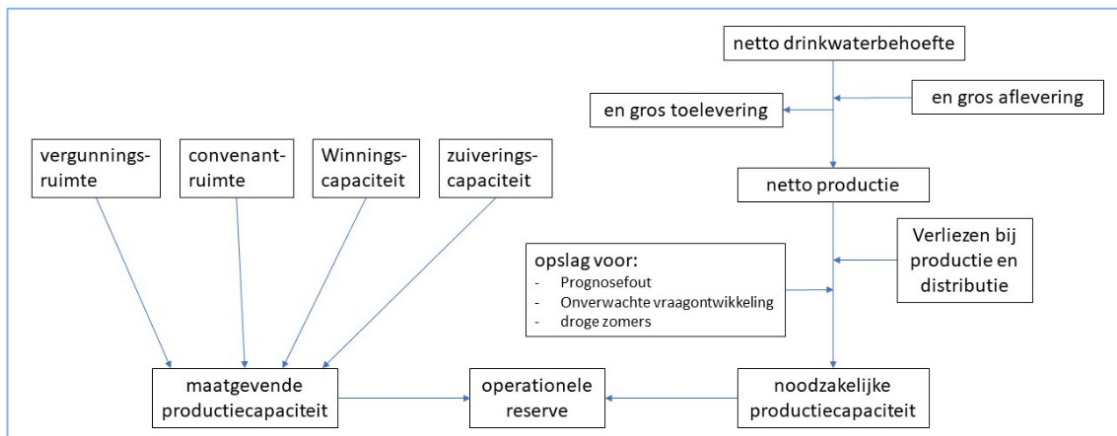 netto drinkwaterbehoefte
en gros toelevering
en gros aflevering
vergunnings-
ruimte
convenant-
ruimte
Winnings-
capaciteit
zuiverings-
capaciteit
netto productie
Verliezen bij
productie en
distributie
opslag voor:
- Prognosefout
- Onverwachte vraagontwikkeling
- droge zomers
maatgevende
productiecapaciteit
operationele
reserve
noodzakelijke
productiecapaciteit